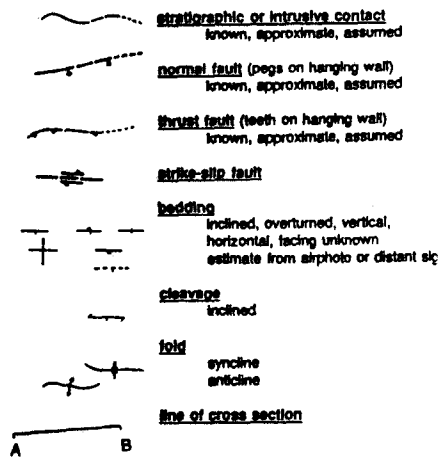 stratigraphic or intrusive contact
known, approximate, assumed
normal fault (pegs on hanging wall)
known, approximate, assumed
thrust fault (teeth on hanging wall)
known, approximate, assumed
strike-slip fault
bedding
inclined, overturned, vertical,
horizontal, facing unknown
estimate from airphoto or distant sig
cleavage
inclined
fold
syncline
anticline
line of cross section
A B